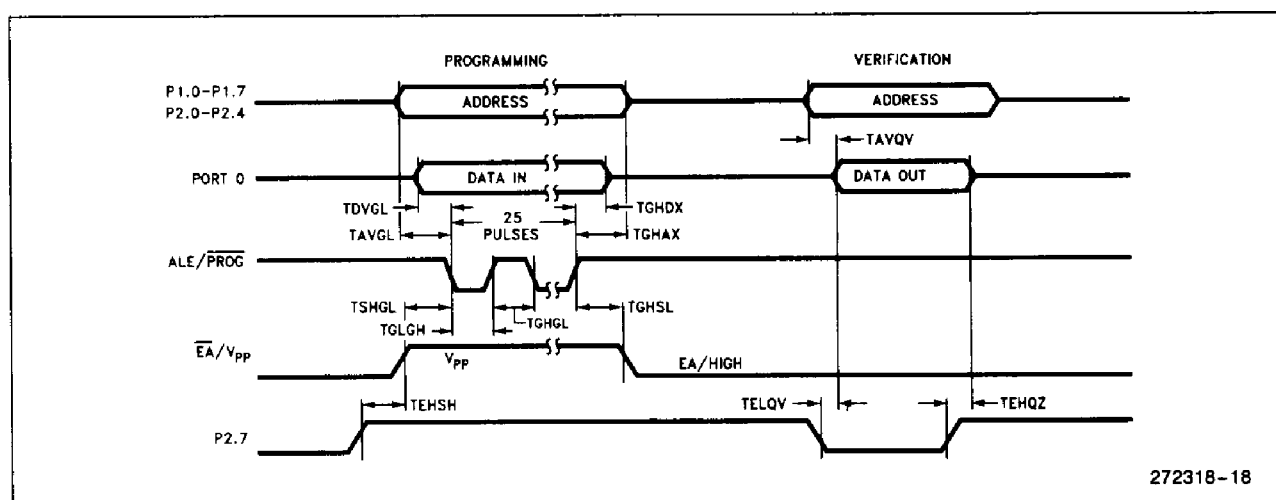 PROGRAMMING VERIFICATION
P1.0-P1.7
P2.0-P2.4
ADDRESS ADDRESS
TAVQV
PORT 0
DATA IN DATA OUT
TDVGL 25 TGHDX
TAVGL PULSES TGHAX
ALE/PROG
TSHGL TGHSL
TGLGH TGHGL
EA/VPP
VPP EA/HIGH
TEHSH TELQV TEHQZ
P2.7
272318-18